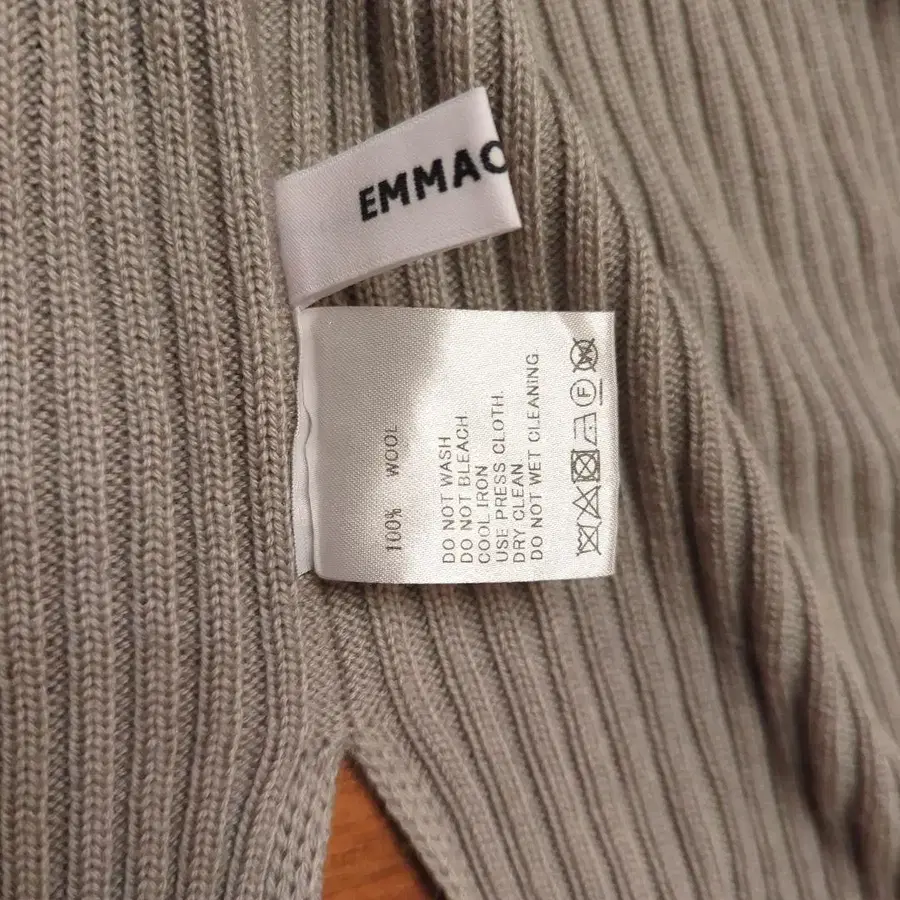 EMMAC
100% WOOL
DO NOT WASH
DO NOT BLEACH.
COOL IRON
USE PRESS CLOTH.
DRY CLEAN
DO NOT WET CLEANING.
F W